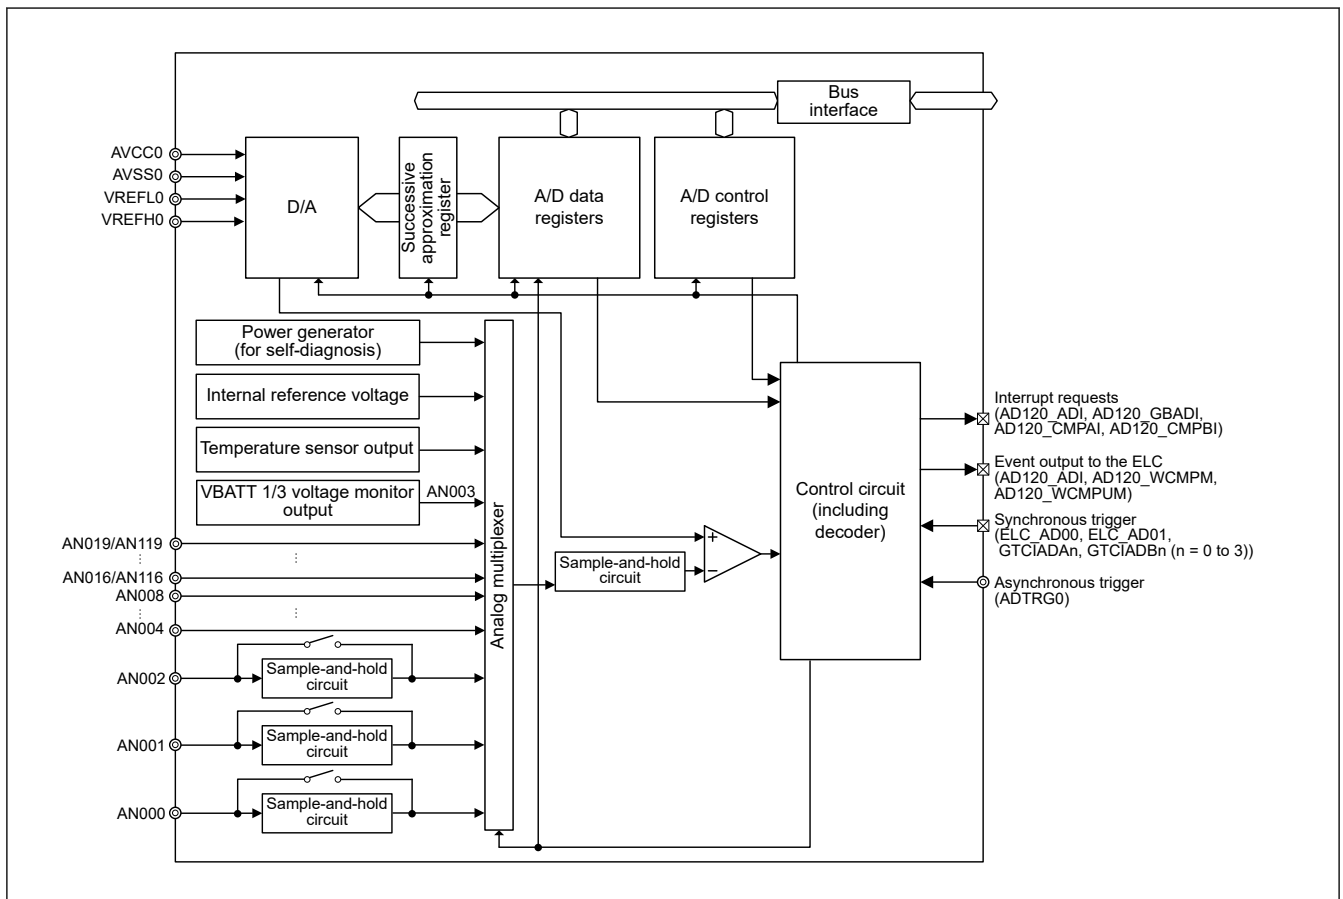 Bus
interface
AVCC0
AVSS0
VREFL0
VREFH0
D/A
Successive
approximation
register
A/D data
registers
A/D control
registers
Power generator
(for self-diagnosis)
Internal reference voltage
Temperature sensor output
VBATT 1/3 voltage monitor
output
AN003
Analog multiplexer
AN019/AN119
AN016/AN116
AN008
AN004
AN002
Sample-and-hold
circuit
AN001
Sample-and-hold
circuit
AN000
Sample-and-hold
circuit
Sample-and-hold
circuit
+
−
Control circuit
(including
decoder)
Interrupt requests
(AD120_ADI, AD120_GBADI,
AD120_CMPAI, AD120_CMPBI)
Event output to the ELC
(AD120_ADI, AD120_WCMPM,
AD120_WCMPUM)
Synchronous trigger
(ELC_AD00, ELC_AD01,
GTCIADAn, GTCIADBn (n = 0 to 3))
Asynchronous trigger
(ADTRG0)